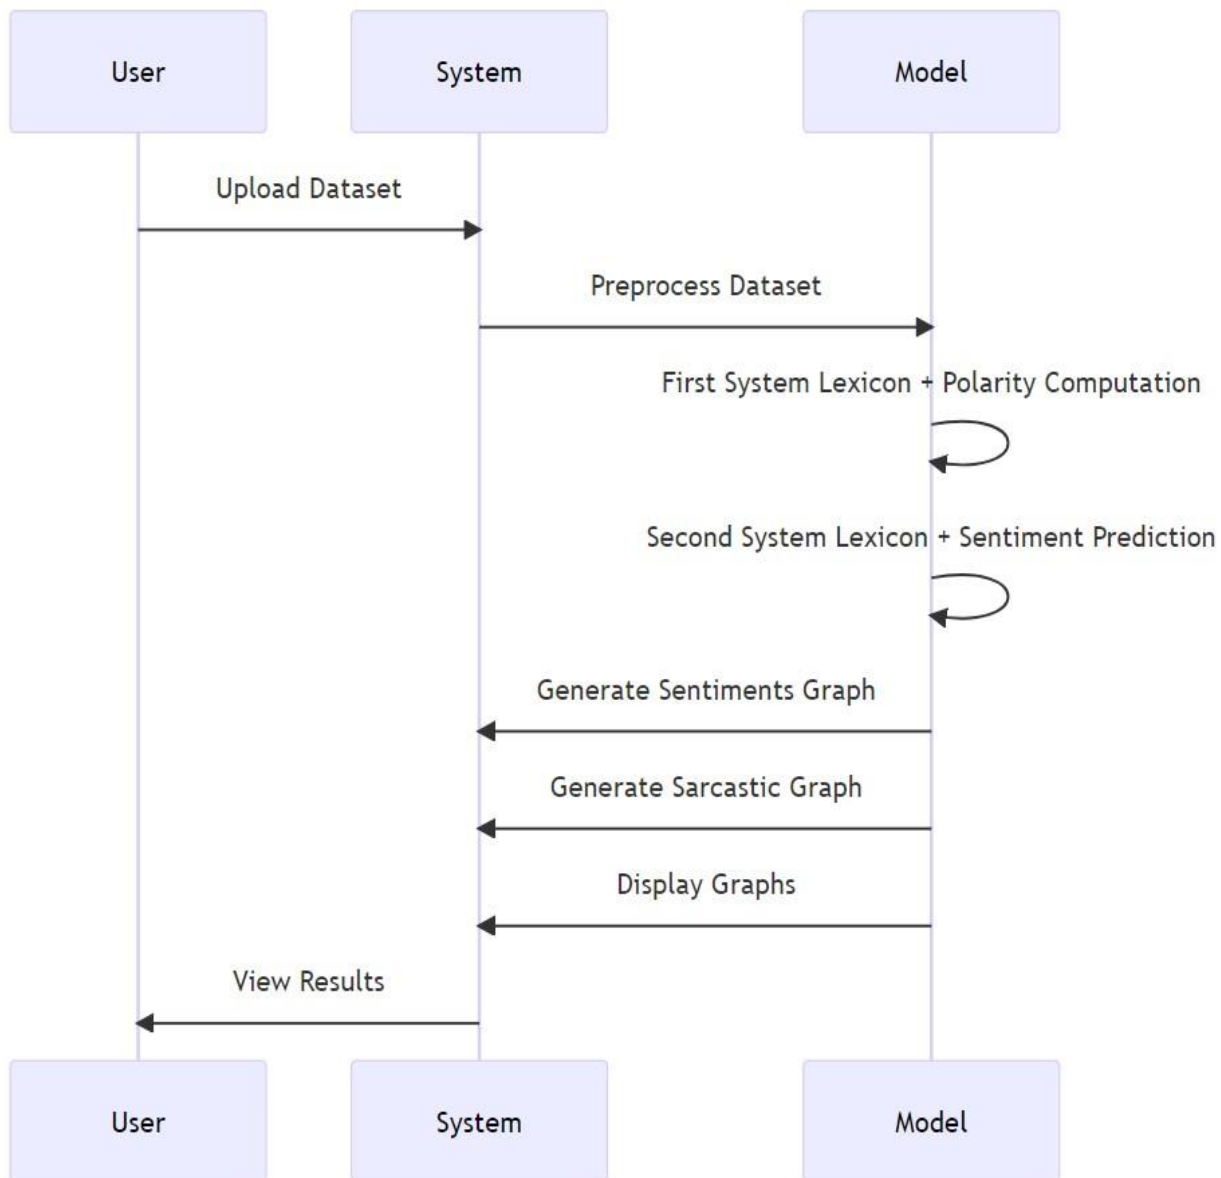 User
System
Model
Upload Dataset
Preprocess Dataset
First System Lexicon + Polarity Computation
Second System Lexicon + Sentiment Prediction
Generate Sentiments Graph
Generate Sarcastic Graph
Display Graphs
View Results
User
System
Model